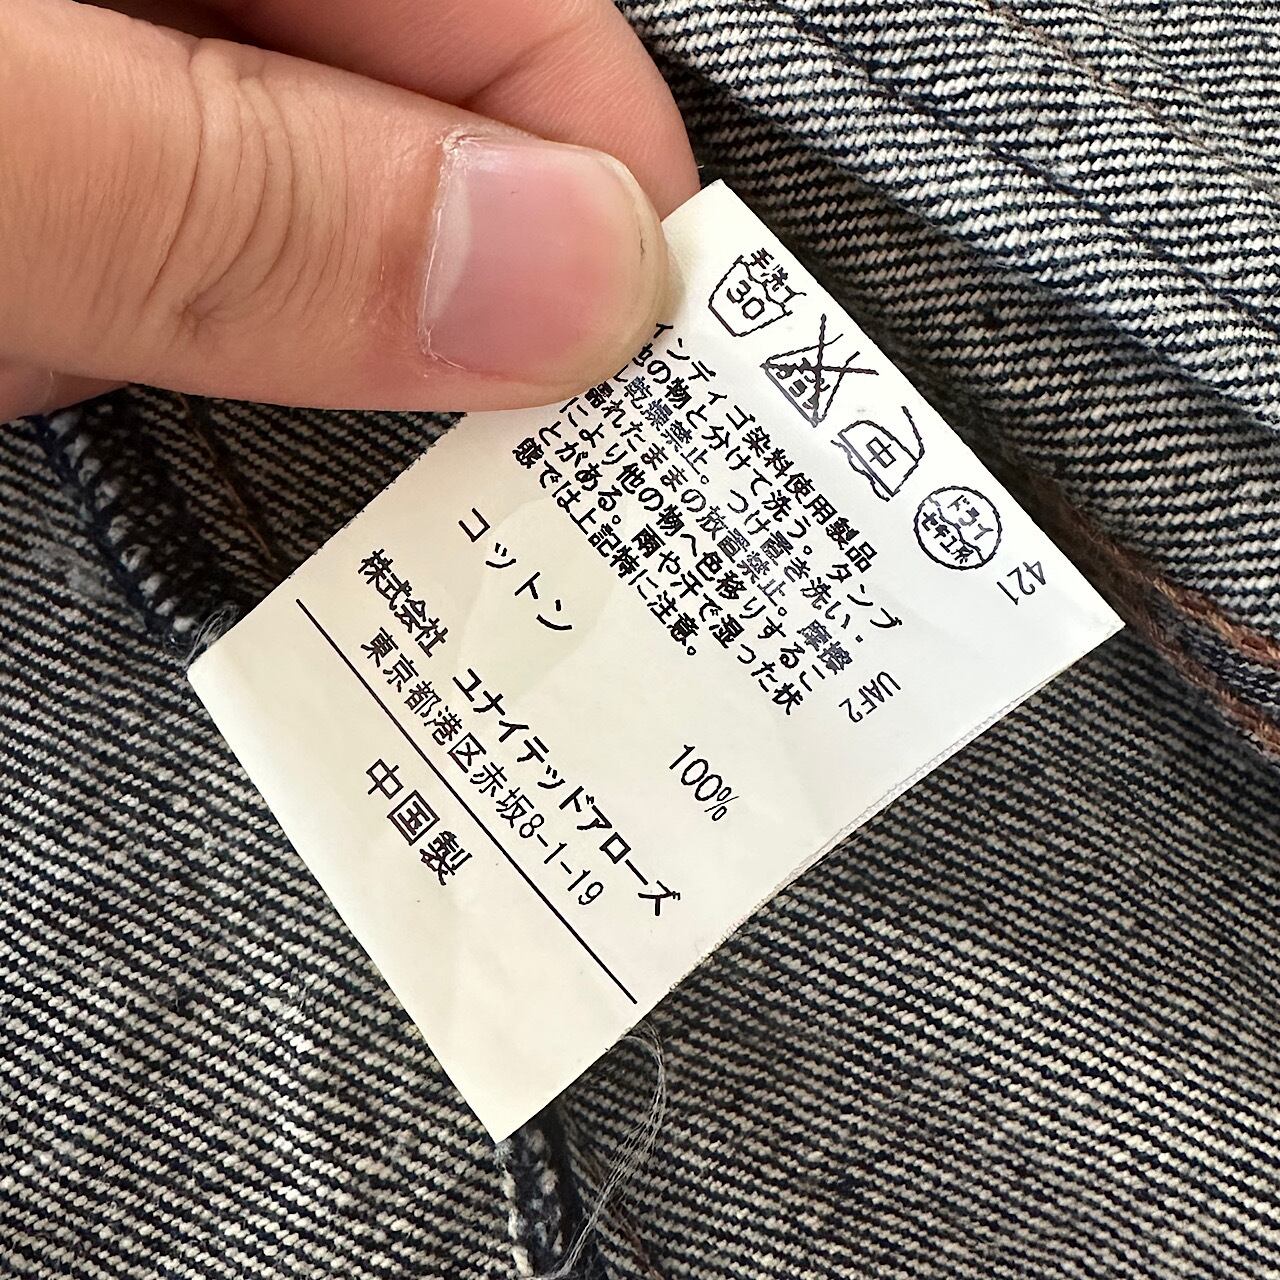 手洗イ
30
エンソサラシ
中
ドライ
セキユ系
421
インディゴ染料使用製品
他の物と分けて洗う。タンブ
ル乾燥禁止。つけ置き洗い・
濡れたままの放置禁止。摩擦
により他の物へ色移りするこ
とがある。雨や汗で湿った状
態では上記特に注意。
UAF2
コットン 100%
株式会社 ユナイテッドアローズ
東京都港区赤坂8-1-19
中国製